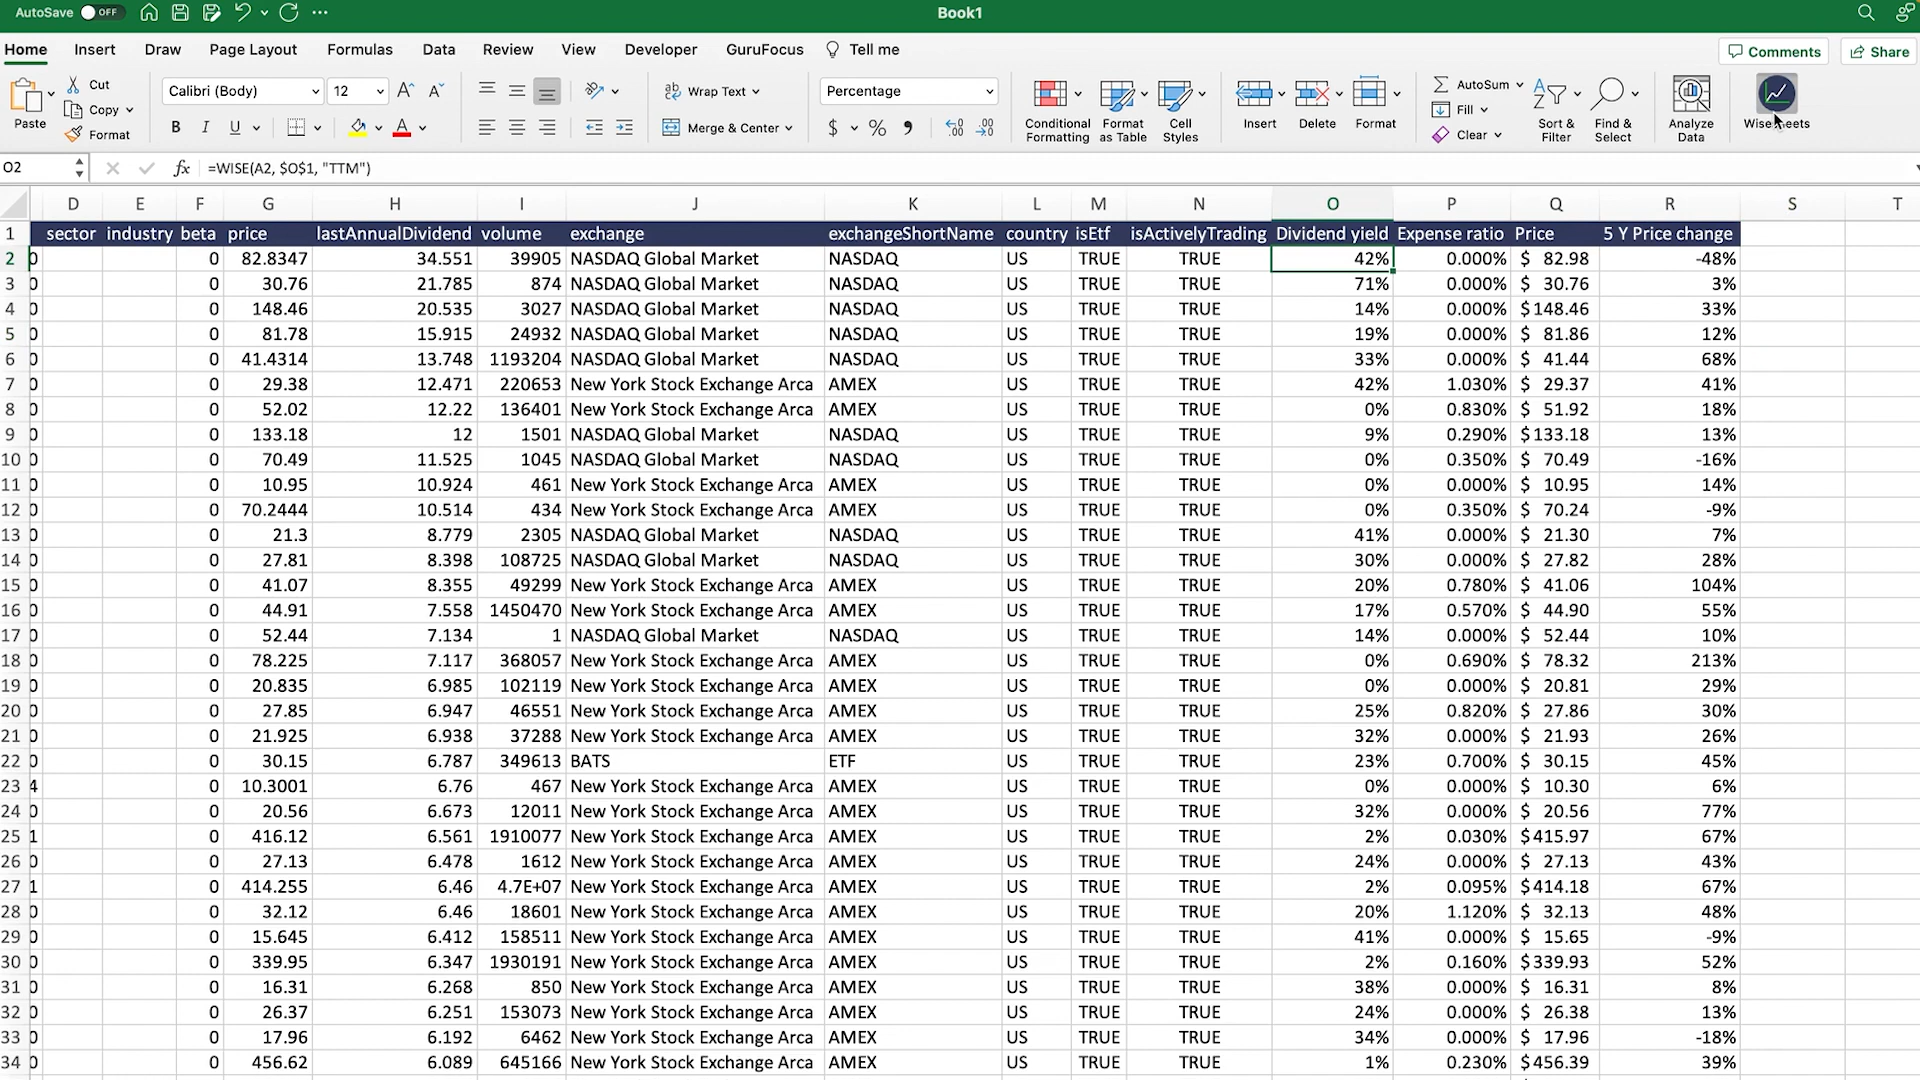 AutoSave OFF Book1
Home Insert Draw Page Layout Formulas Data Review View Developer GuruFocus Tell me Comments Share
Paste Cut Copy Format
Calibri (Body) 12 A^ A˅
B I U A
Wrap Text
Merge & Center
Percentage
$ % 9
Conditional Formatting Format as Table Cell Styles
Insert Delete Format
AutoSum Fill Clear
Sort & Filter Find & Select
Analyze Data
O2 fx =WISE(A2, $O$1, "TTM")
D E F G H I J K L M N O P Q R S T
1 sector industry beta price lastAnnualDividend volume exchange exchangeShortName country isEtf isActivelyTrading Dividend yield Expense ratio Price 5 Y Price change
2 0 0 82.8347 34.551 39905 NASDAQ Global Market NASDAQ US TRUE TRUE 42% 0.000% $ 82.98 -48%
3 0 0 30.76 21.785 874 NASDAQ Global Market NASDAQ US TRUE TRUE 71% 0.000% $ 30.76 3%
4 0 0 148.46 20.535 3027 NASDAQ Global Market NASDAQ US TRUE TRUE 14% 0.000% $ 148.46 33%
5 0 0 81.78 15.915 24932 NASDAQ Global Market NASDAQ US TRUE TRUE 19% 0.000% $ 81.86 12%
6 0 0 41.4314 13.748 1193204 NASDAQ Global Market NASDAQ US TRUE TRUE 33% 0.000% $ 41.44 68%
7 0 0 29.38 12.471 220653 New York Stock Exchange Arca AMEX US TRUE TRUE 42% 1.030% $ 29.37 41%
8 0 0 52.02 12.22 136401 New York Stock Exchange Arca AMEX US TRUE TRUE 0% 0.830% $ 51.92 18%
9 0 0 133.18 12 1501 NASDAQ Global Market NASDAQ US TRUE TRUE 9% 0.290% $ 133.18 13%
10 0 0 70.49 11.525 1045 NASDAQ Global Market NASDAQ US TRUE TRUE 0% 0.350% $ 70.49 -16%
11 0 0 10.95 10.924 461 New York Stock Exchange Arca AMEX US TRUE TRUE 0% 0.000% $ 10.95 14%
12 0 0 70.2444 10.514 434 New York Stock Exchange Arca AMEX US TRUE TRUE 0% 0.350% $ 70.24 -9%
13 0 0 21.3 8.779 2305 NASDAQ Global Market NASDAQ US TRUE TRUE 41% 0.000% $ 21.30 7%
14 0 0 27.81 8.398 108725 NASDAQ Global Market NASDAQ US TRUE TRUE 30% 0.000% $ 27.82 28%
15 0 0 41.07 8.355 49299 New York Stock Exchange Arca AMEX US TRUE TRUE 20% 0.780% $ 41.06 104%
16 0 0 44.91 7.558 1450470 New York Stock Exchange Arca AMEX US TRUE TRUE 17% 0.570% $ 44.90 55%
17 0 0 52.44 7.134 1 NASDAQ Global Market NASDAQ US TRUE TRUE 14% 0.000% $ 52.44 10%
18 0 0 78.225 7.117 368057 New York Stock Exchange Arca AMEX US TRUE TRUE 0% 0.690% $ 78.32 213%
19 0 0 20.835 6.985 102119 New York Stock Exchange Arca AMEX US TRUE TRUE 0% 0.000% $ 20.81 29%
20 0 0 27.85 6.947 46551 New York Stock Exchange Arca AMEX US TRUE TRUE 25% 0.820% $ 27.86 30%
21 0 0 21.925 6.938 37288 New York Stock Exchange Arca AMEX US TRUE TRUE 32% 0.000% $ 21.93 26%
22 0 0 30.15 6.787 349613 BATS ETF US TRUE TRUE 23% 0.700% $ 30.15 45%
23 4 0 10.3001 6.76 467 New York Stock Exchange Arca AMEX US TRUE TRUE 0% 0.000% $ 10.30 6%
24 0 0 20.56 6.673 12011 New York Stock Exchange Arca AMEX US TRUE TRUE 32% 0.000% $ 20.56 77%
25 1 0 416.12 6.561 1910077 New York Stock Exchange Arca AMEX US TRUE TRUE 2% 0.030% $ 415.97 67%
26 0 0 27.13 6.478 1612 New York Stock Exchange Arca AMEX US TRUE TRUE 24% 0.000% $ 27.13 43%
27 1 0 414.255 6.46 4.7E+07 New York Stock Exchange Arca AMEX US TRUE TRUE 2% 0.095% $ 414.18 67%
28 0 0 32.12 6.46 18601 New York Stock Exchange Arca AMEX US TRUE TRUE 20% 1.120% $ 32.13 48%
29 0 0 15.645 6.412 158511 New York Stock Exchange Arca AMEX US TRUE TRUE 41% 0.000% $ 15.65 -9%
30 0 0 339.95 6.347 1930191 New York Stock Exchange Arca AMEX US TRUE TRUE 2% 0.160% $ 339.93 52%
31 0 0 16.31 6.268 850 New York Stock Exchange Arca AMEX US TRUE TRUE 38% 0.000% $ 16.31 8%
32 0 0 26.37 6.251 153073 New York Stock Exchange Arca AMEX US TRUE TRUE 24% 0.000% $ 26.38 13%
33 0 0 17.96 6.192 6462 New York Stock Exchange Arca AMEX US TRUE TRUE 34% 0.000% $ 17.96 -18%
34 0 0 456.62 6.089 645166 New York Stock Exchange Arca AMEX US TRUE TRUE 1% 0.230% $ 456.39 39%